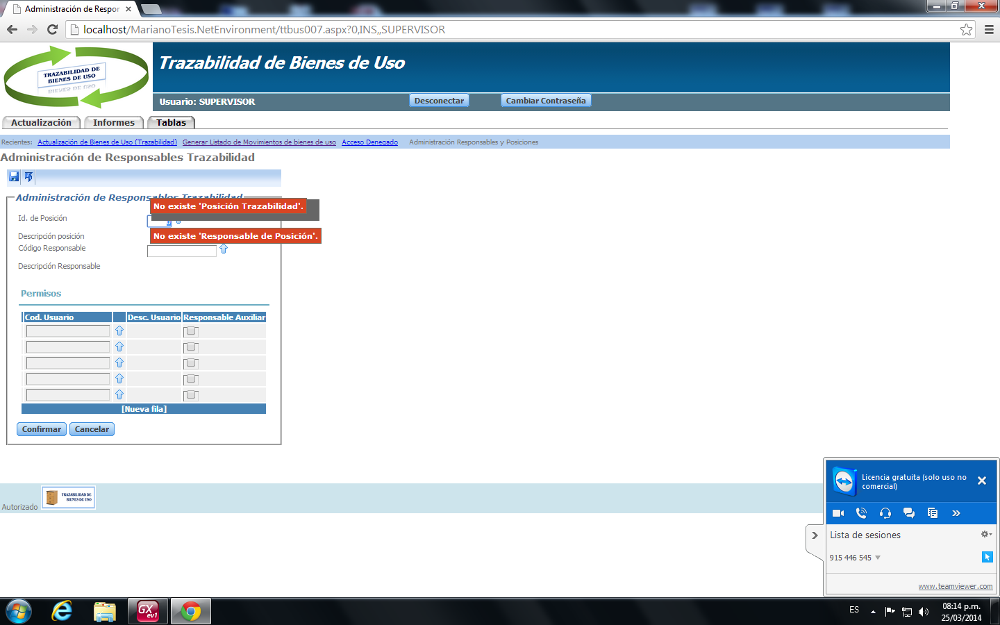 Administración de Respor
localhost/MarianoTesis.NetEnvironment/ttbus007.aspx?0,INS,,SUPERVISOR
TRAZABILIDAD DE
BIENES DE USO
Trazabilidad de Bienes de Uso
Usuario: SUPERVISOR
Desconectar
Cambiar Contraseña
Actualización
Informes
Tablas
Recientes: Actualización de Bienes de Uso (Trazabilidad) Generar Listado de Movimientos de bienes de uso Acceso Denegado Administración Responsables y Posiciones
Administración de Responsables Trazabilidad
Administración de Responsables Trazabilidad
No existe 'Posición Trazabilidad'.
Id. de Posición
No existe 'Responsable de Posición'.
Descripción posición
Código Responsable
Descripción Responsable
Permisos
Cod. Usuario Desc. Usuario Responsable Auxiliar
[Nueva fila]
Confirmar Cancelar
Autorizado
TRAZABILIDAD DE
BIENES DE USO
Licencia gratuita (solo uso no
comercial)
Lista de sesiones
915 446 545
www.teamviewer.com
GX
ev1
ES
08:14 p.m.
25/03/2014